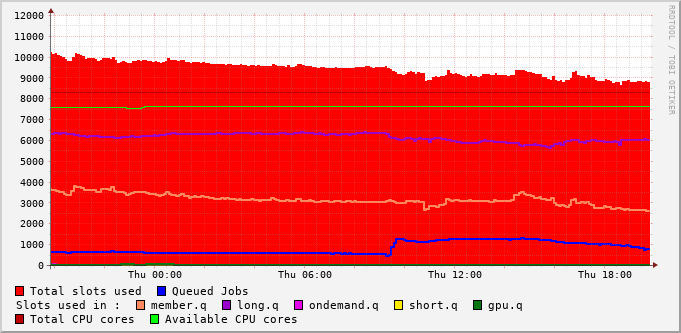 RRDTOOL / TOBI OETIKER
12000
11000
10000
9000
8000
7000
6000
5000
4000
3000
2000
1000
0
Thu 00:00 Thu 06:00 Thu 12:00 Thu 18:00
Total slots used Queued Jobs
Slots used in : member.q long.q ondemand.q short.q gpu.q
Total CPU cores Available CPU cores